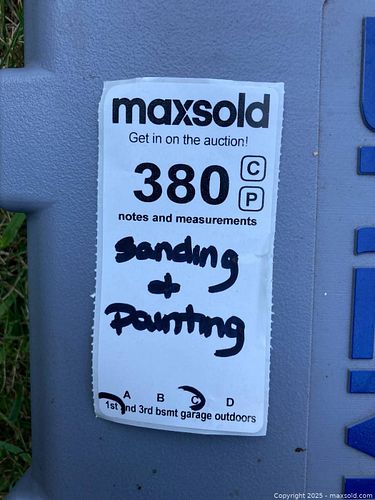 maxsold
Get in on the auction!
380 C
P
notes and measurements
Sanding
+
Painting
A B C D
1st 2nd 3rd bsmt garage outdoors
Copyright 2025 - maxsold.com